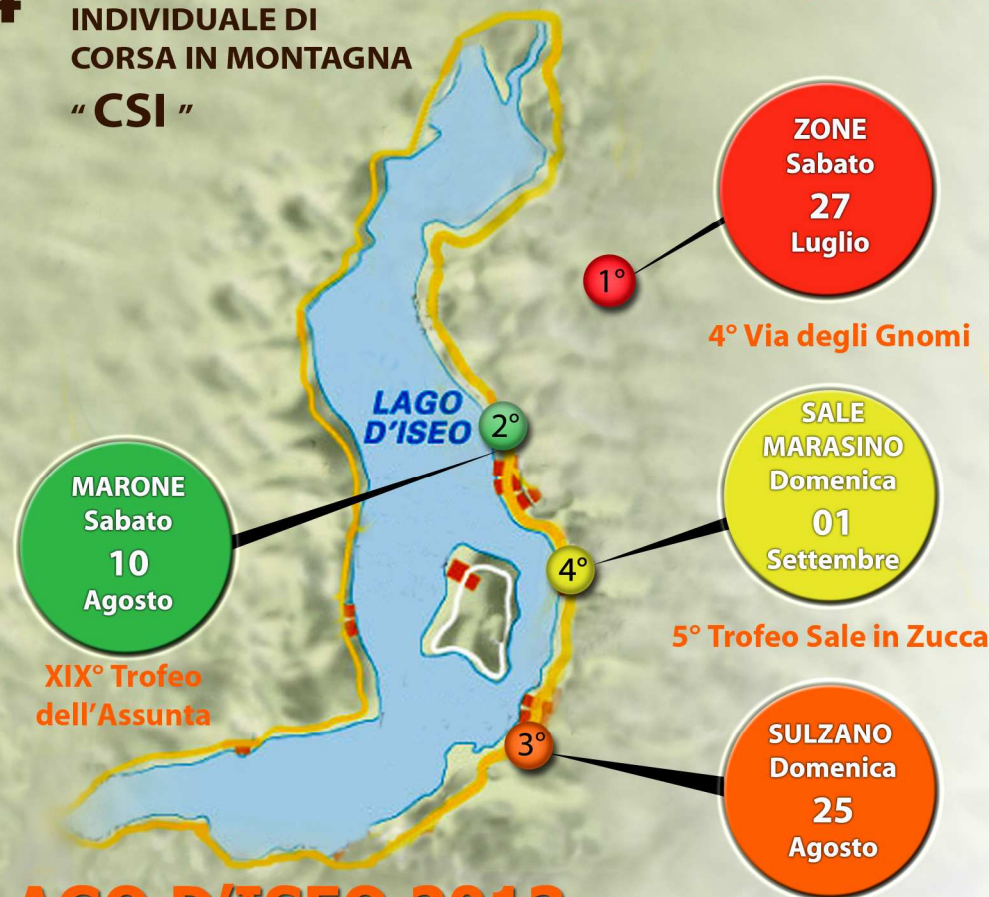 INDIVIDUALE DI
CORSA IN MONTAGNA
“ CSI ”
ZONE
Sabato
27
Luglio
1°
4° Via degli Gnomi
LAGO
D'ISEO
2°
SALE
MARASINO
Domenica
01
Settembre
MARONE
Sabato
10
Agosto
4°
5° Trofeo Sale in Zucca
XIX° Trofeo
dell'Assunta
3°
SULZANO
Domenica
25
Agosto
D'ISEO